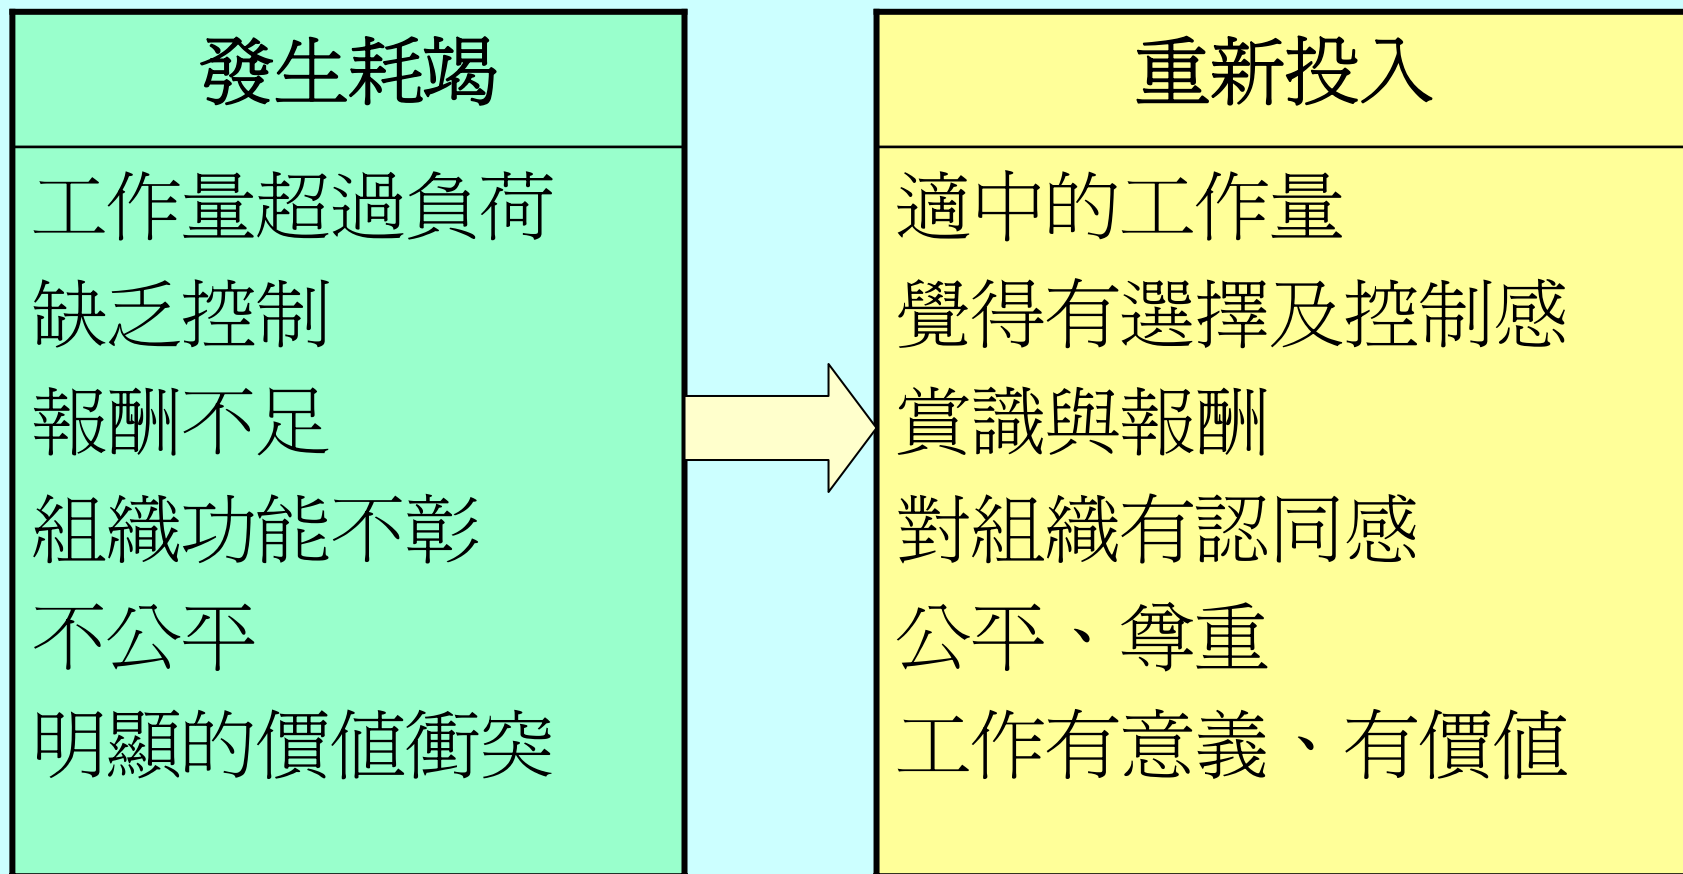 發生耗竭
工作量超過負荷
缺乏控制
報酬不足
組織功能不彰
不公平
明顯的價值衝突
重新投入
適中的工作量
覺得有選擇及控制感
賞識與報酬
對組織有認同感
公平、尊重
工作有意義、有價值